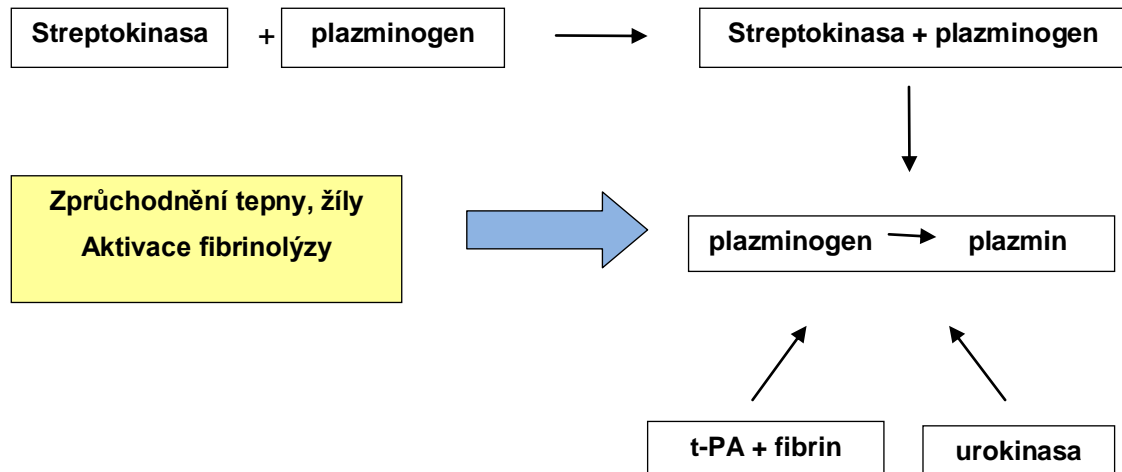 Streptokinasa + plazminogen Streptokinasa + plazminogen
Zprůchodnění tepny, žíly
Aktivace fibrinolýzy
plazminogen plazmin
t-PA + fibrin urokinasa